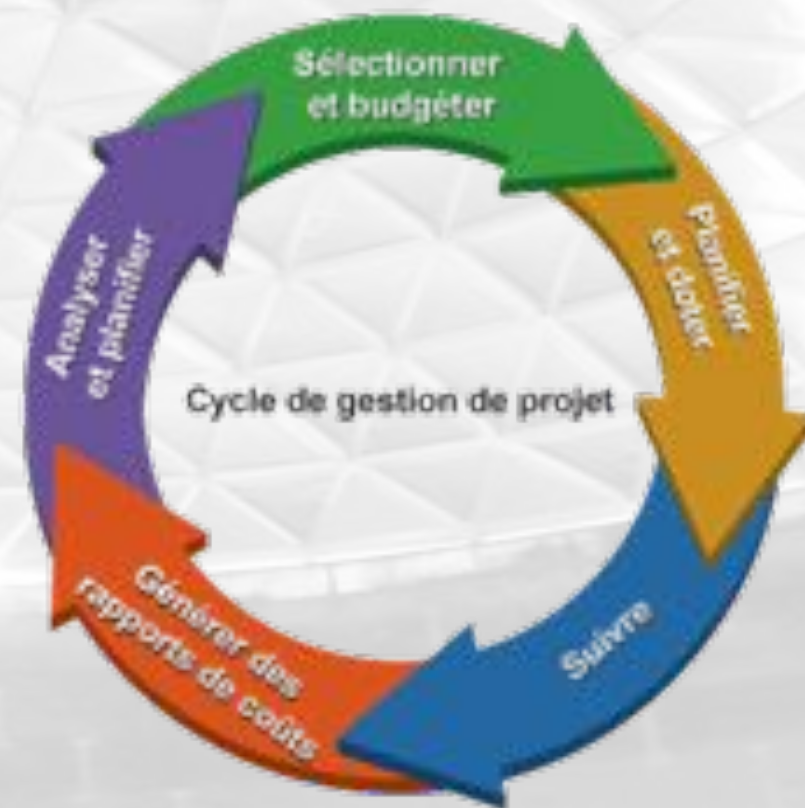 Sélectionner
et budgéter
Planifier
et doter
Suivre
Générer des
rapports de coûts
Analyser
et planifier
Cycle de gestion de projet